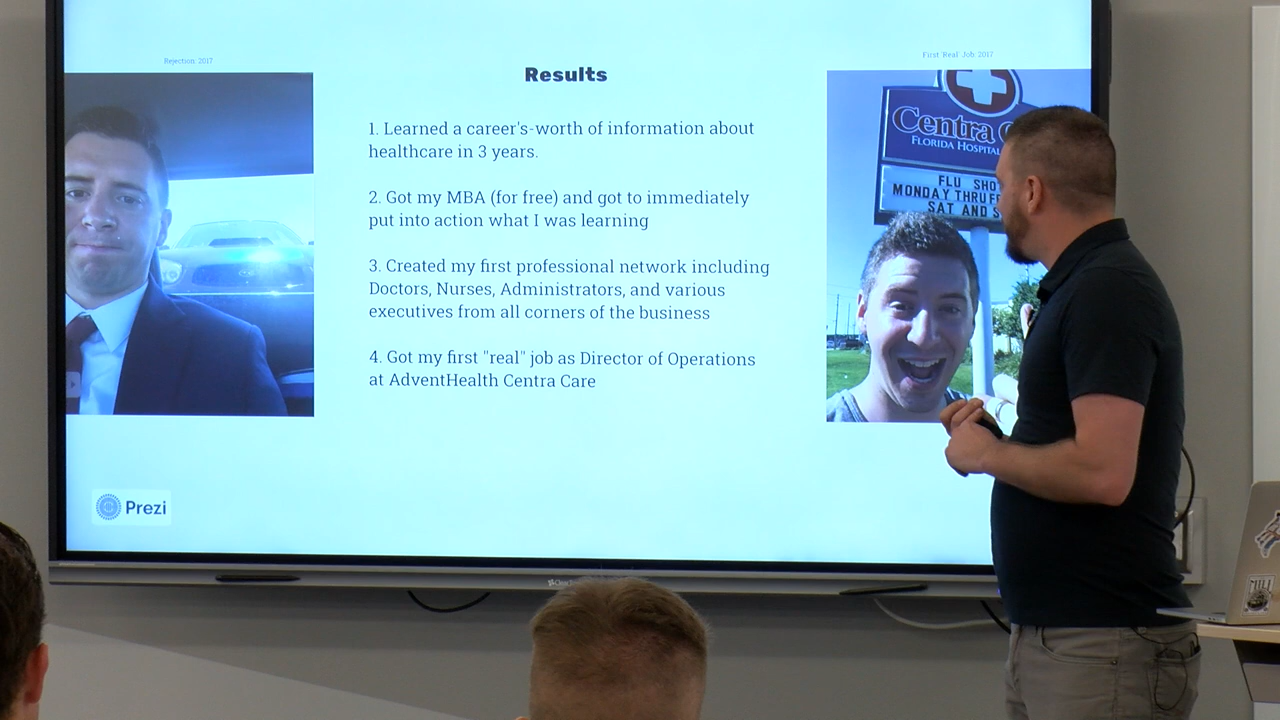 Rejection: 2017
First 'Real' Job: 2017
Results
1. Learned a career's-worth of information about
healthcare in 3 years.
2. Got my MBA (for free) and got to immediately
put into action what I was learning
3. Created my first professional network including
Doctors, Nurses, Administrators, and various
executives from all corners of the business
4. Got my first "real" job as Director of Operations
at AdventHealth Centra Care
Centra
FLORIDA HOSPITAL
FLU SHO
MONDAY THRU F
SAT AND S
Prezi